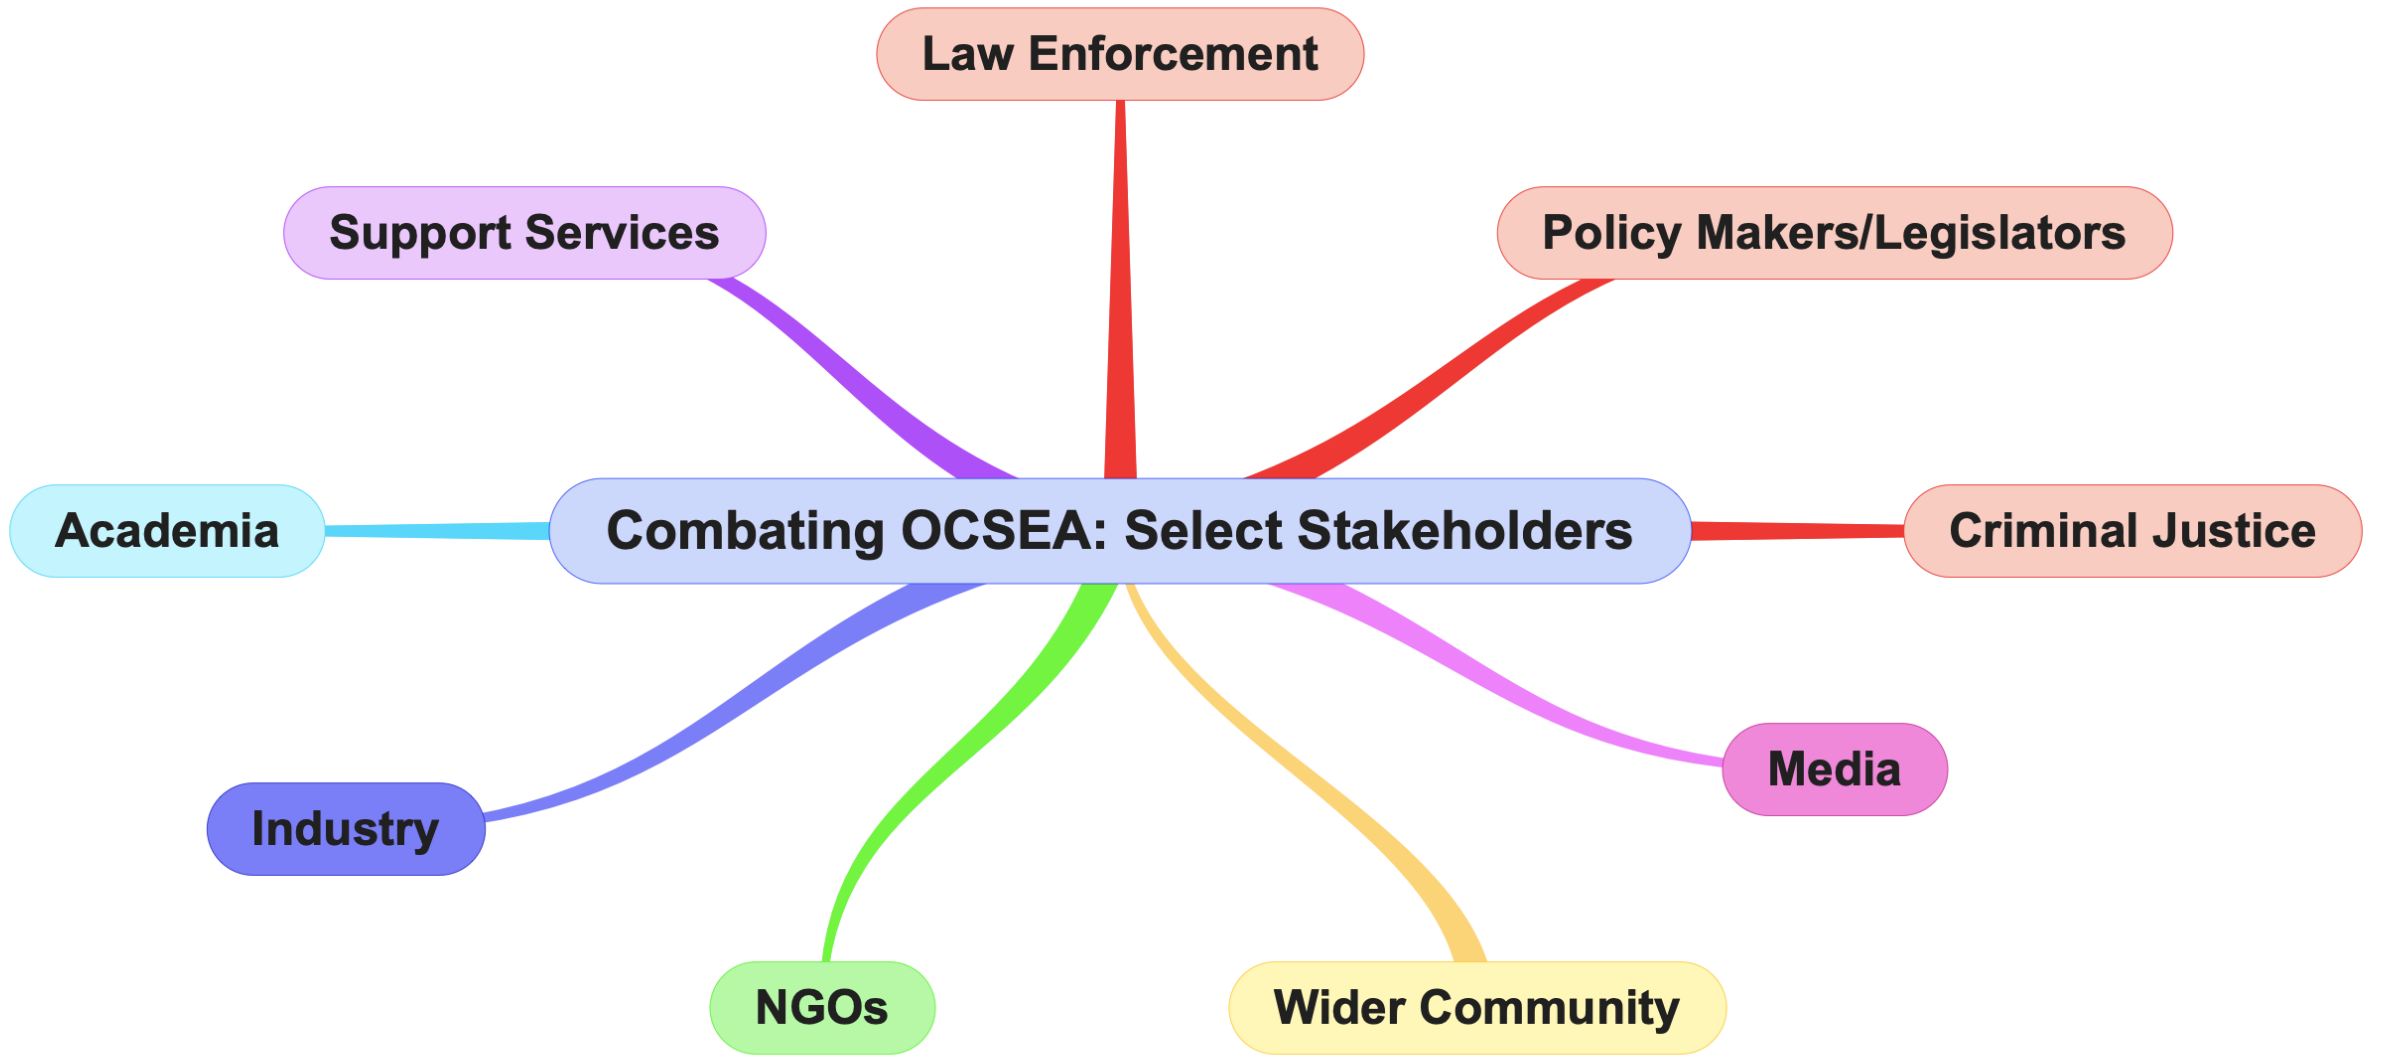 Law Enforcement
Support Services
Policy Makers/Legislators
Academia
Combating OCSEA: Select Stakeholders
Criminal Justice
Media
Industry
NGOs
Wider Community